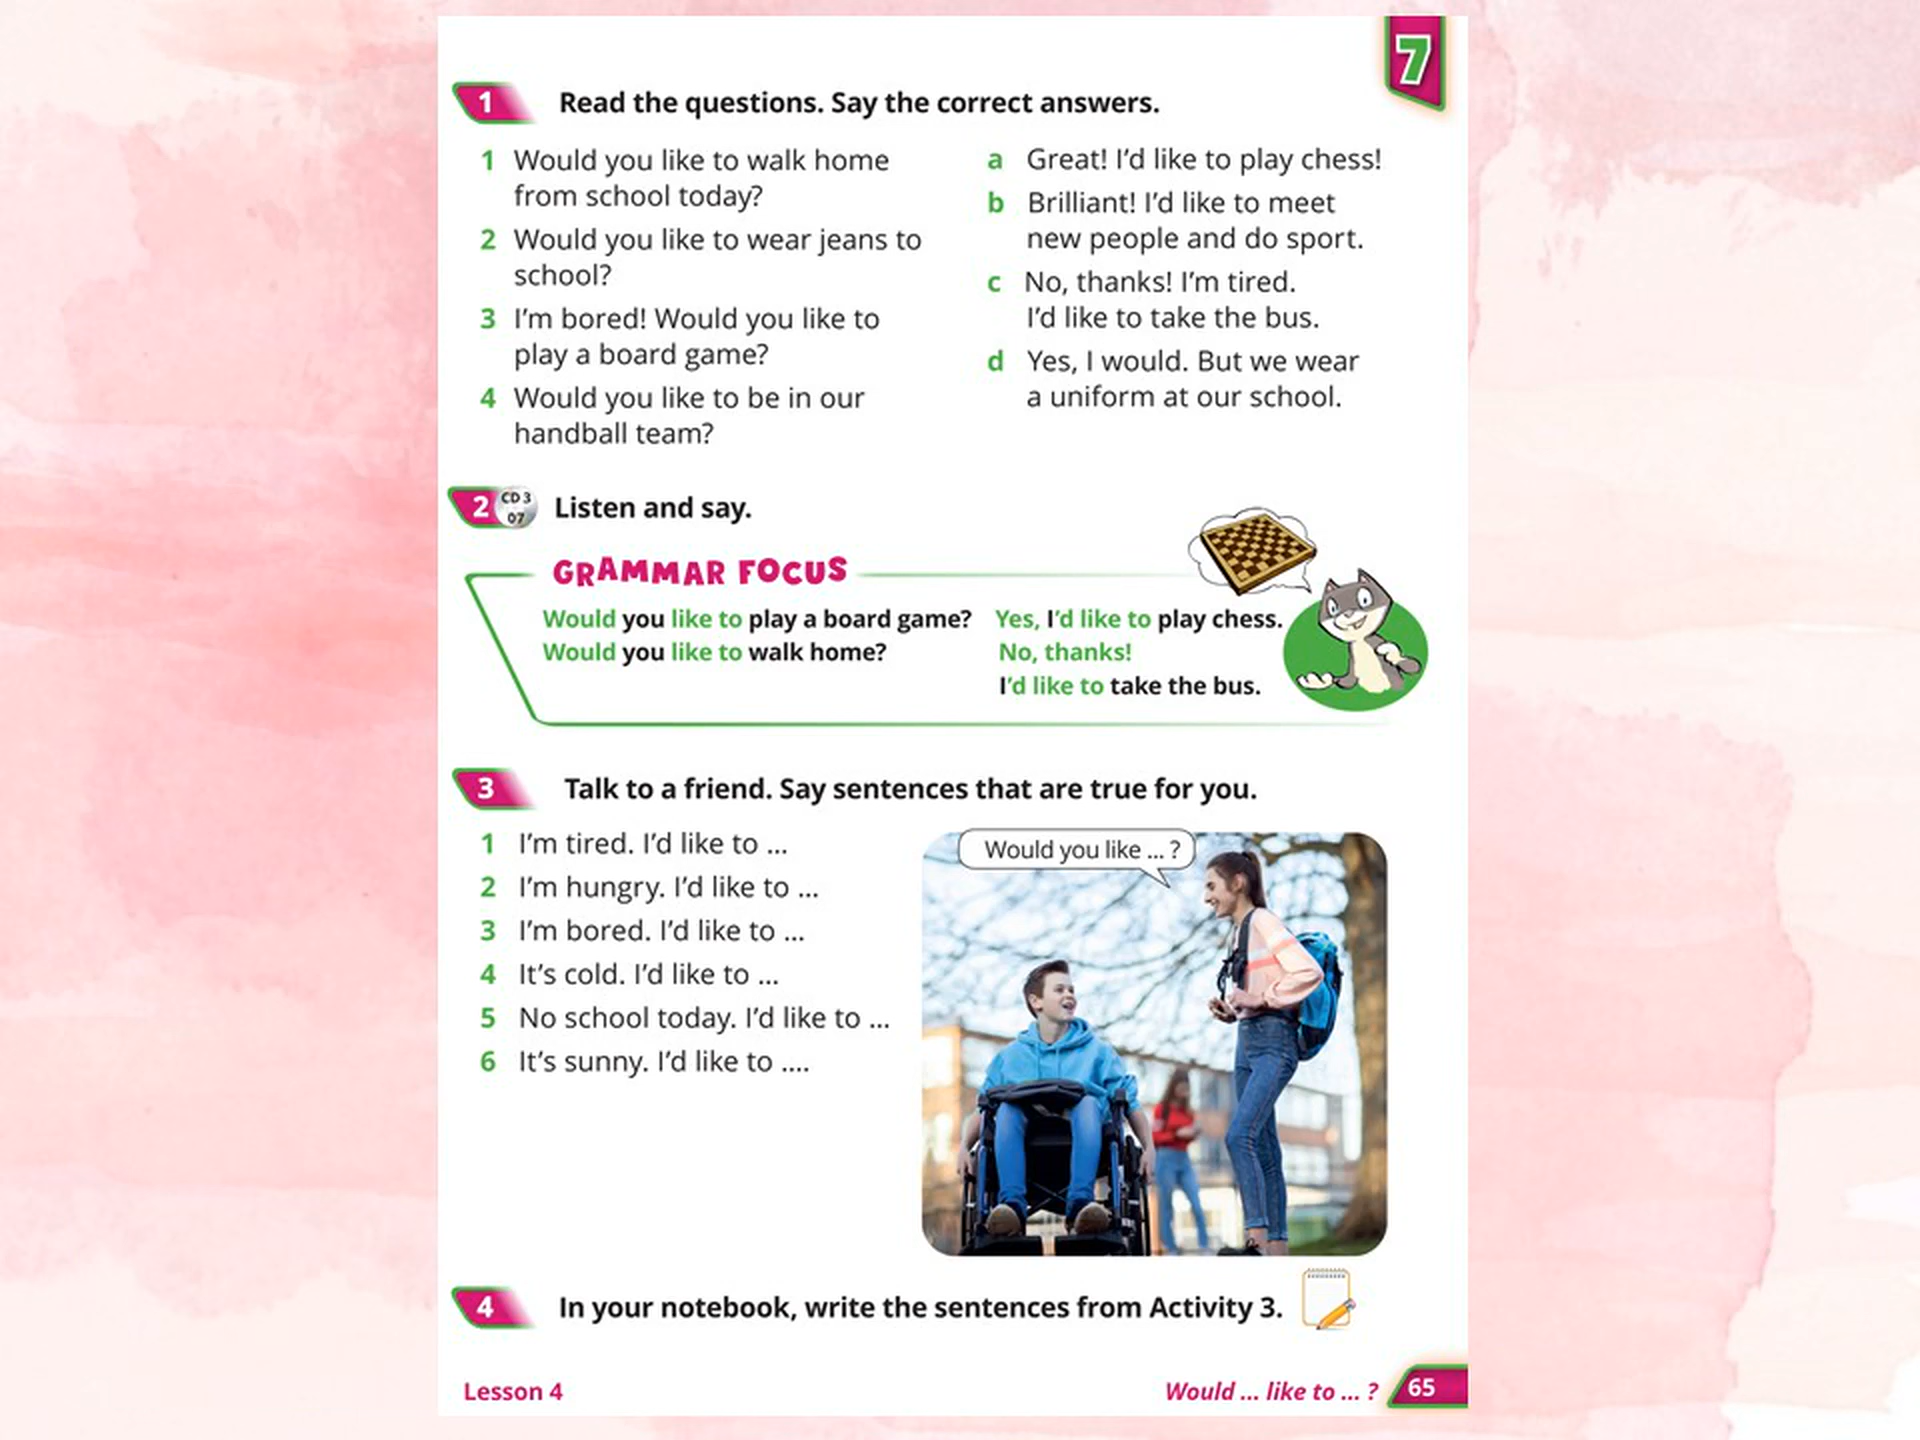 7
1 Read the questions. Say the correct answers.
1 Would you like to walk home
from school today?
2 Would you like to wear jeans to
school?
3 I'm bored! Would you like to
play a board game?
4 Would you like to be in our
handball team?
a Great! I'd like to play chess!
b Brilliant! I'd like to meet
new people and do sport.
c No, thanks! I'm tired.
I'd like to take the bus.
d Yes, I would. But we wear
a uniform at our school.
2 CD 3 07 Listen and say.
GRAMMAR FOCUS
Would you like to play a board game? Yes, I'd like to play chess.
Would you like to walk home? No, thanks!
I'd like to take the bus.
3 Talk to a friend. Say sentences that are true for you.
1 I'm tired. I'd like to ...
2 I'm hungry. I'd like to ...
3 I'm bored. I'd like to ...
4 It's cold. I'd like to ...
5 No school today. I'd like to ...
6 It's sunny. I'd like to ....
Would you like ... ?
4 In your notebook, write the sentences from Activity 3.
Lesson 4
Would ... like to ... ? 65